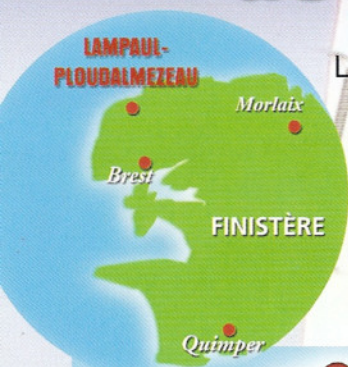 LAMPAUL-
PLOUDALMEZEAU
Morlaix
Brest
FINISTÈRE
Quimper